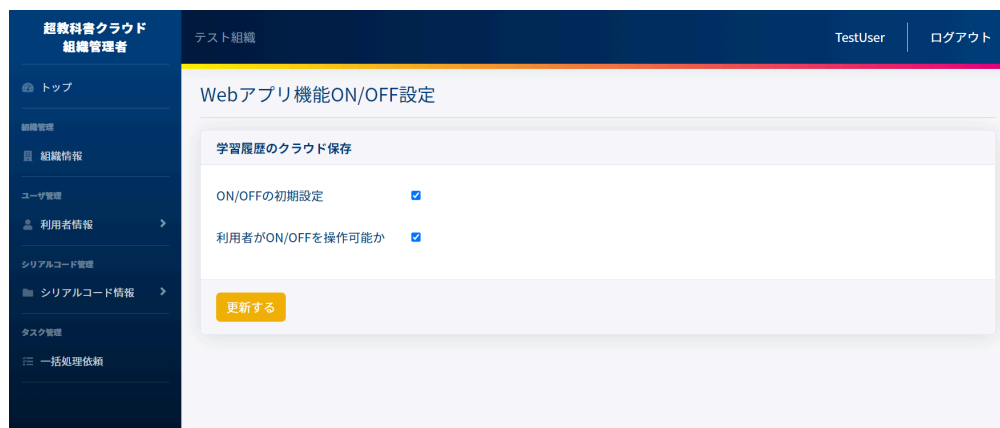 超教科書クラウド
組織管理者
テスト組織
TestUser
ログアウト
トップ
組織管理
組織情報
ユーザ管理
利用者情報
シリアルコード管理
シリアルコード情報
タスク管理
一括処理依頼
Webアプリ機能ON/OFF設定
学習履歴のクラウド保存
ON/OFFの初期設定
利用者がON/OFFを操作可能か
更新する